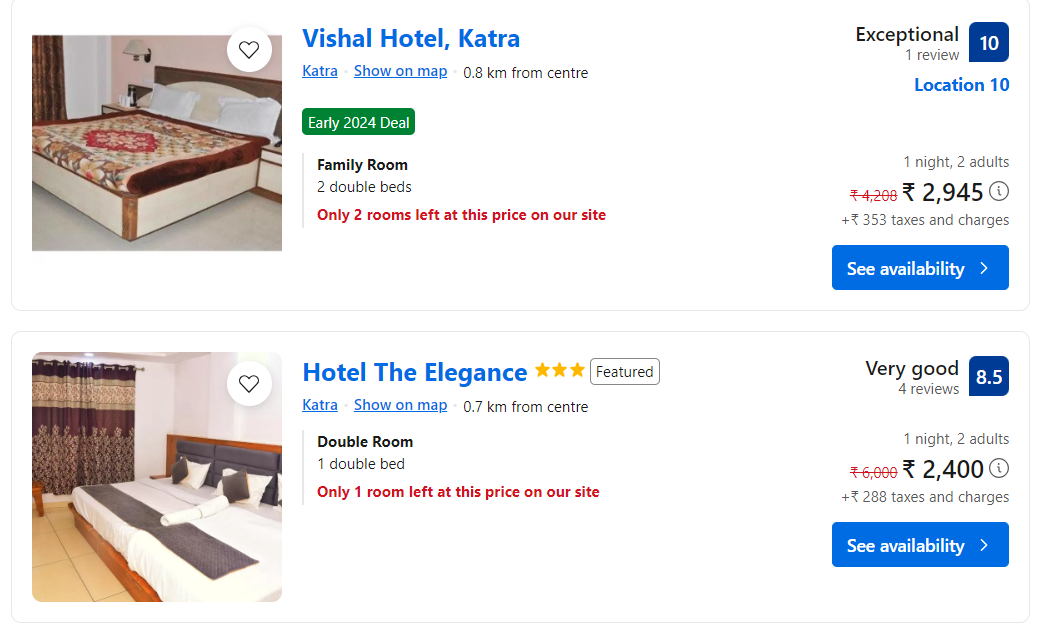 Vishal Hotel, Katra
Katra · Show on map · 0.8 km from centre
Early 2024 Deal
Family Room
2 double beds
Only 2 rooms left at this price on our site
Exceptional 10
1 review
Location 10
1 night, 2 adults
₹ 4,208 ₹ 2,945
+₹ 353 taxes and charges
See availability
Hotel The Elegance Featured
Katra · Show on map · 0.7 km from centre
Double Room
1 double bed
Only 1 room left at this price on our site
Very good 8.5
4 reviews
1 night, 2 adults
₹ 6,000 ₹ 2,400
+₹ 288 taxes and charges
See availability